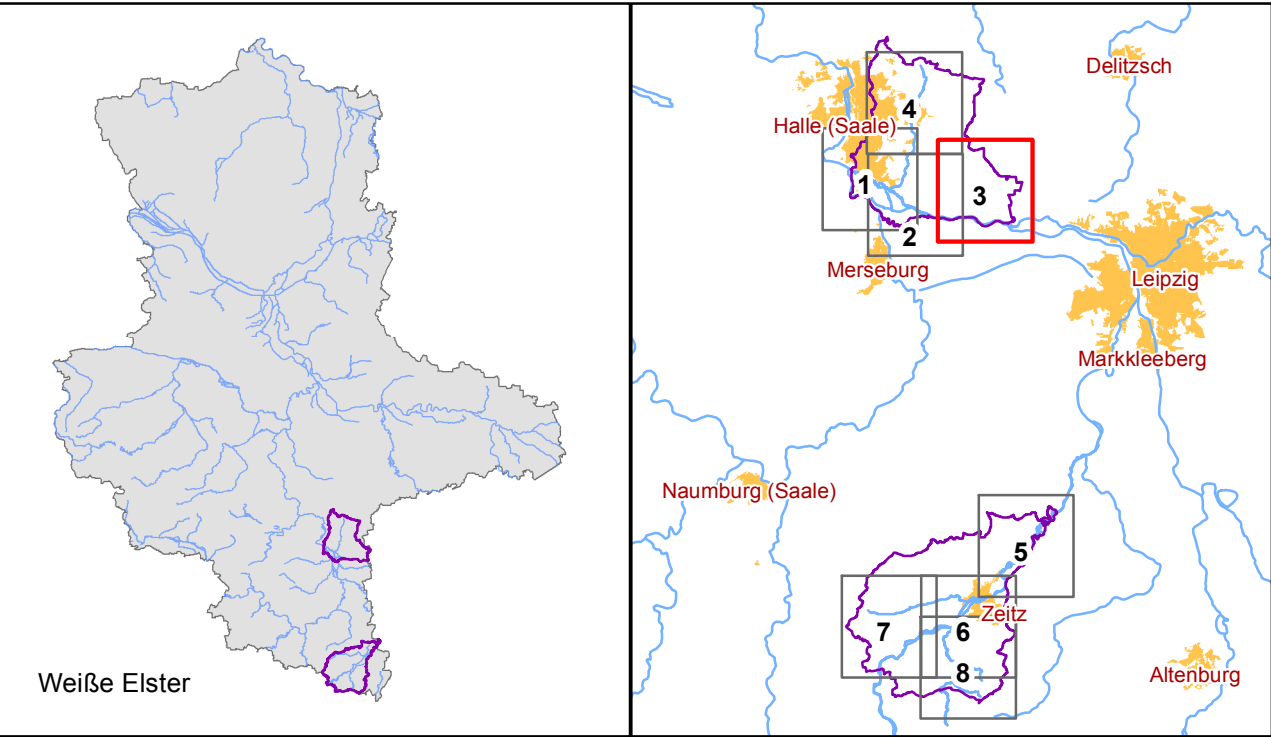 Weiße Elster
Delitzsch
4
Halle (Saale)
1
3
2
Merseburg
Leipzig
Markkleeberg
Naumburg (Saale)
5
Zeitz
7
6
8
Altenburg